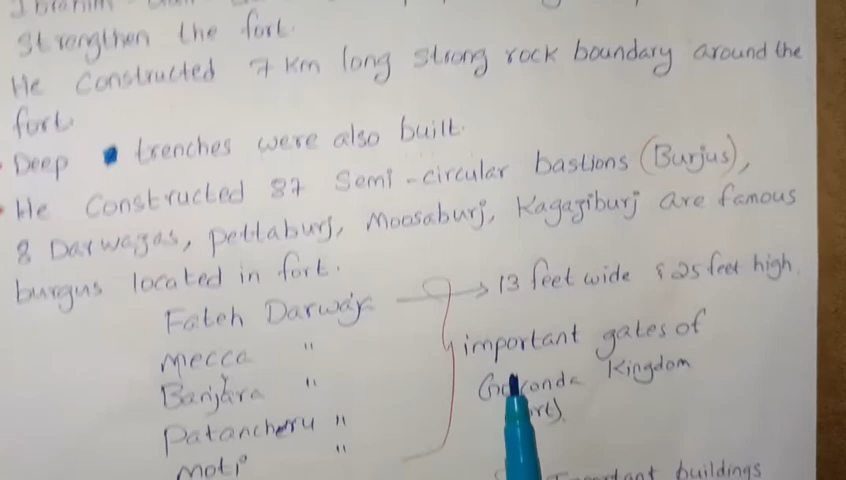 Strengthen the fort.
He Constructed 7 Km long strong rock boundary around the
fort.
Deep trenches were also built.
He Constructed 87 Semi-circular bastions (Burjus),
8 Darwazas, pettaburj, Moosaburj, Kagaziburj are famous
burgus located in fort.
Fateh Darwaja → 13 feet wide & 25 feet high
Mecca "
important gates of
Banjara "
Kingdom
Patancheru "
Moti "
buildings